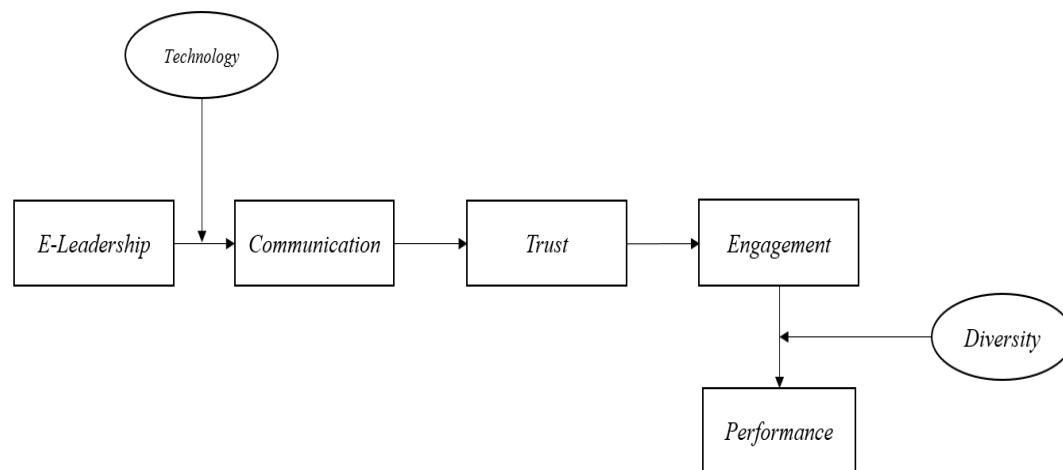 Technology
E-Leadership
Communication
Trust
Engagement
Diversity
Performance